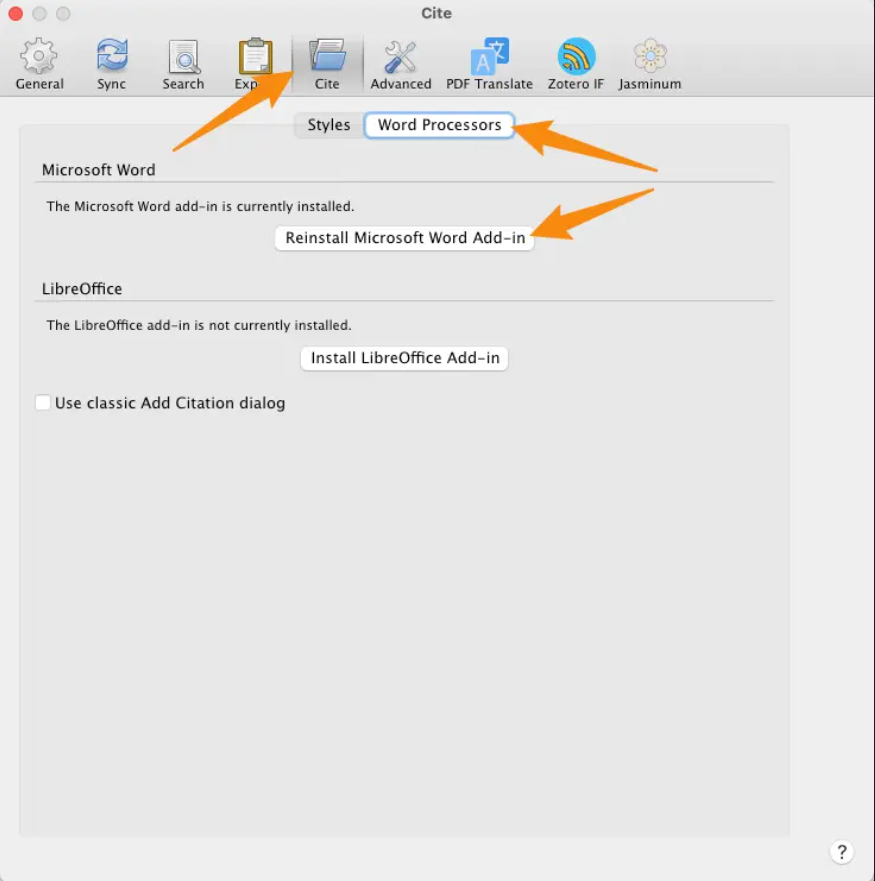 Cite
General Sync Search Cite Advanced PDF Translate Zotero IF Jasminum
Styles Word Processors
Microsoft Word
The Microsoft Word add-in is currently installed.
Reinstall Microsoft Word Add-in
LibreOffice
The LibreOffice add-in is not currently installed.
Install LibreOffice Add-in
Use classic Add Citation dialog
?